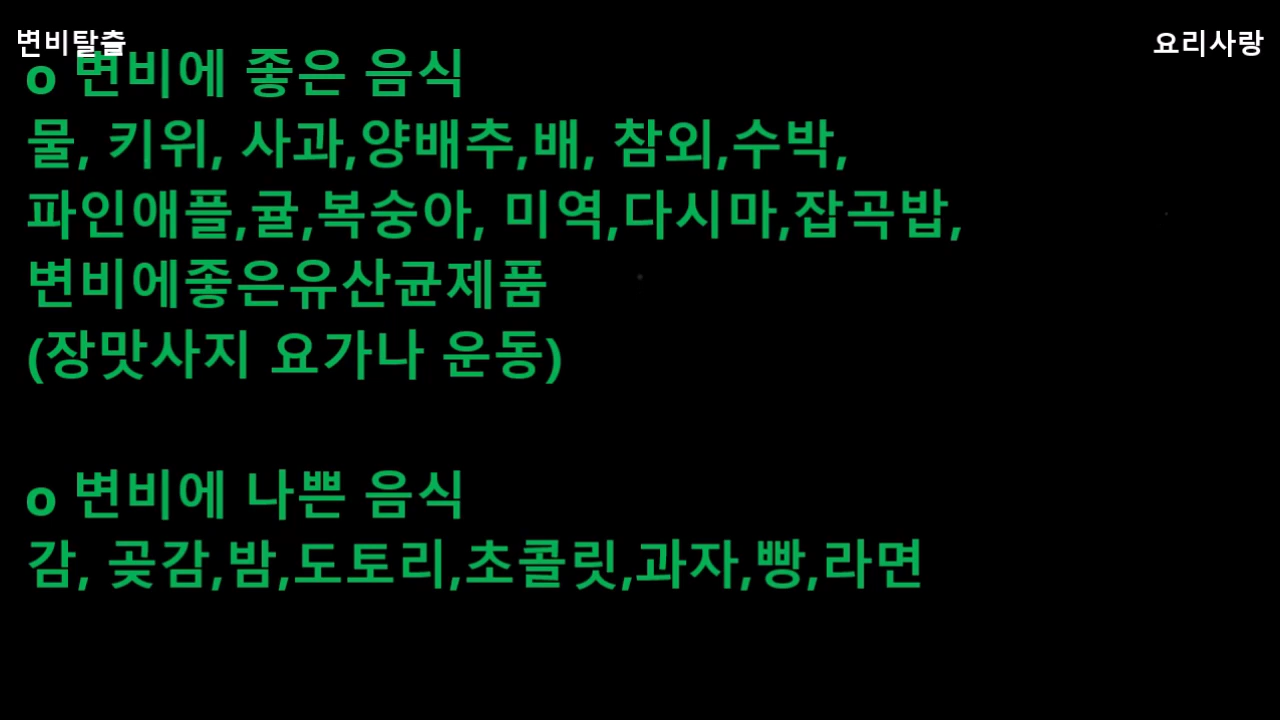 변비탈출
요리사랑
o 변비에 좋은 음식
물, 키위, 사과,양배추,배, 참외,수박,
파인애플,귤,복숭아, 미역,다시마,잡곡밥,
변비에좋은유산균제품
(장맛사지 요가나 운동)
o 변비에 나쁜 음식
감, 곶감,밤,도토리,초콜릿,과자,빵,라면